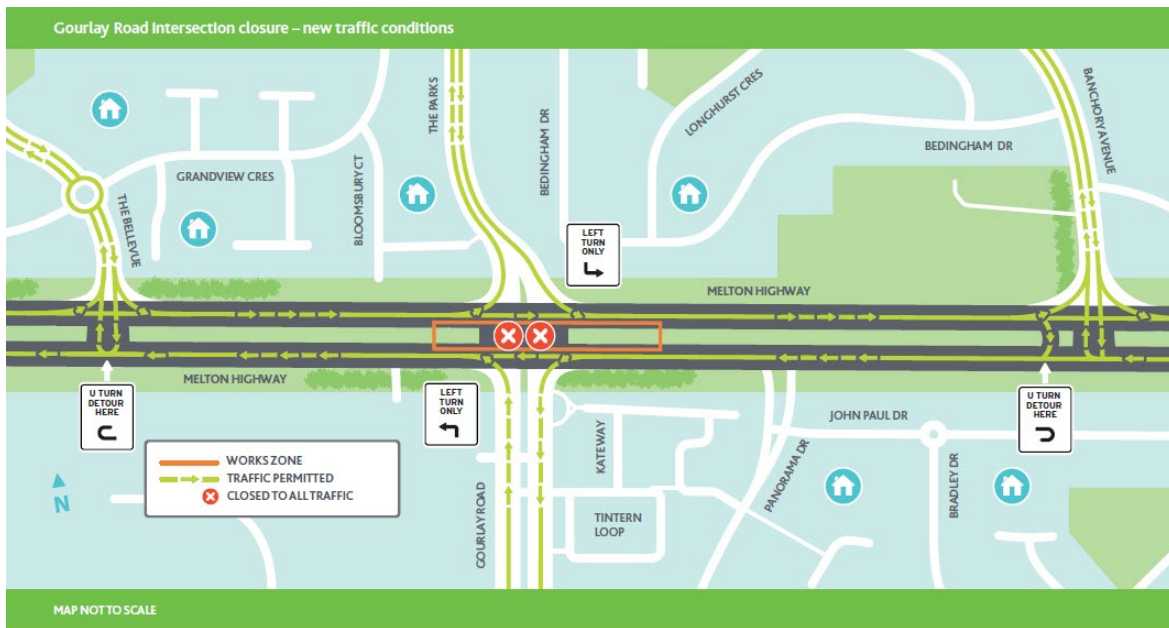 Gourlay Road Intersection closure – new traffic conditions
THE PARKS
BEDINGHAM DR
LONGHURST CRES
BANCHORY AVENUE
BEDINGHAM DR
GRANDVIEW CRES
BLOOMSBURY CT
THE BELLEVUE
LEFT
TURN
ONLY
MELTON HIGHWAY
MELTON HIGHWAY
U TURN
DETOUR
HERE
LEFT
TURN
ONLY
U TURN
DETOUR
HERE
JOHN PAUL DR
KATEWAY
PANORAMA DR
BRADLEY DR
WORKS ZONE
TRAFFIC PERMITTED
CLOSED TO ALL TRAFFIC
N
GOURLAY ROAD
TINTERN
LOOP
MAP NOT TO SCALE